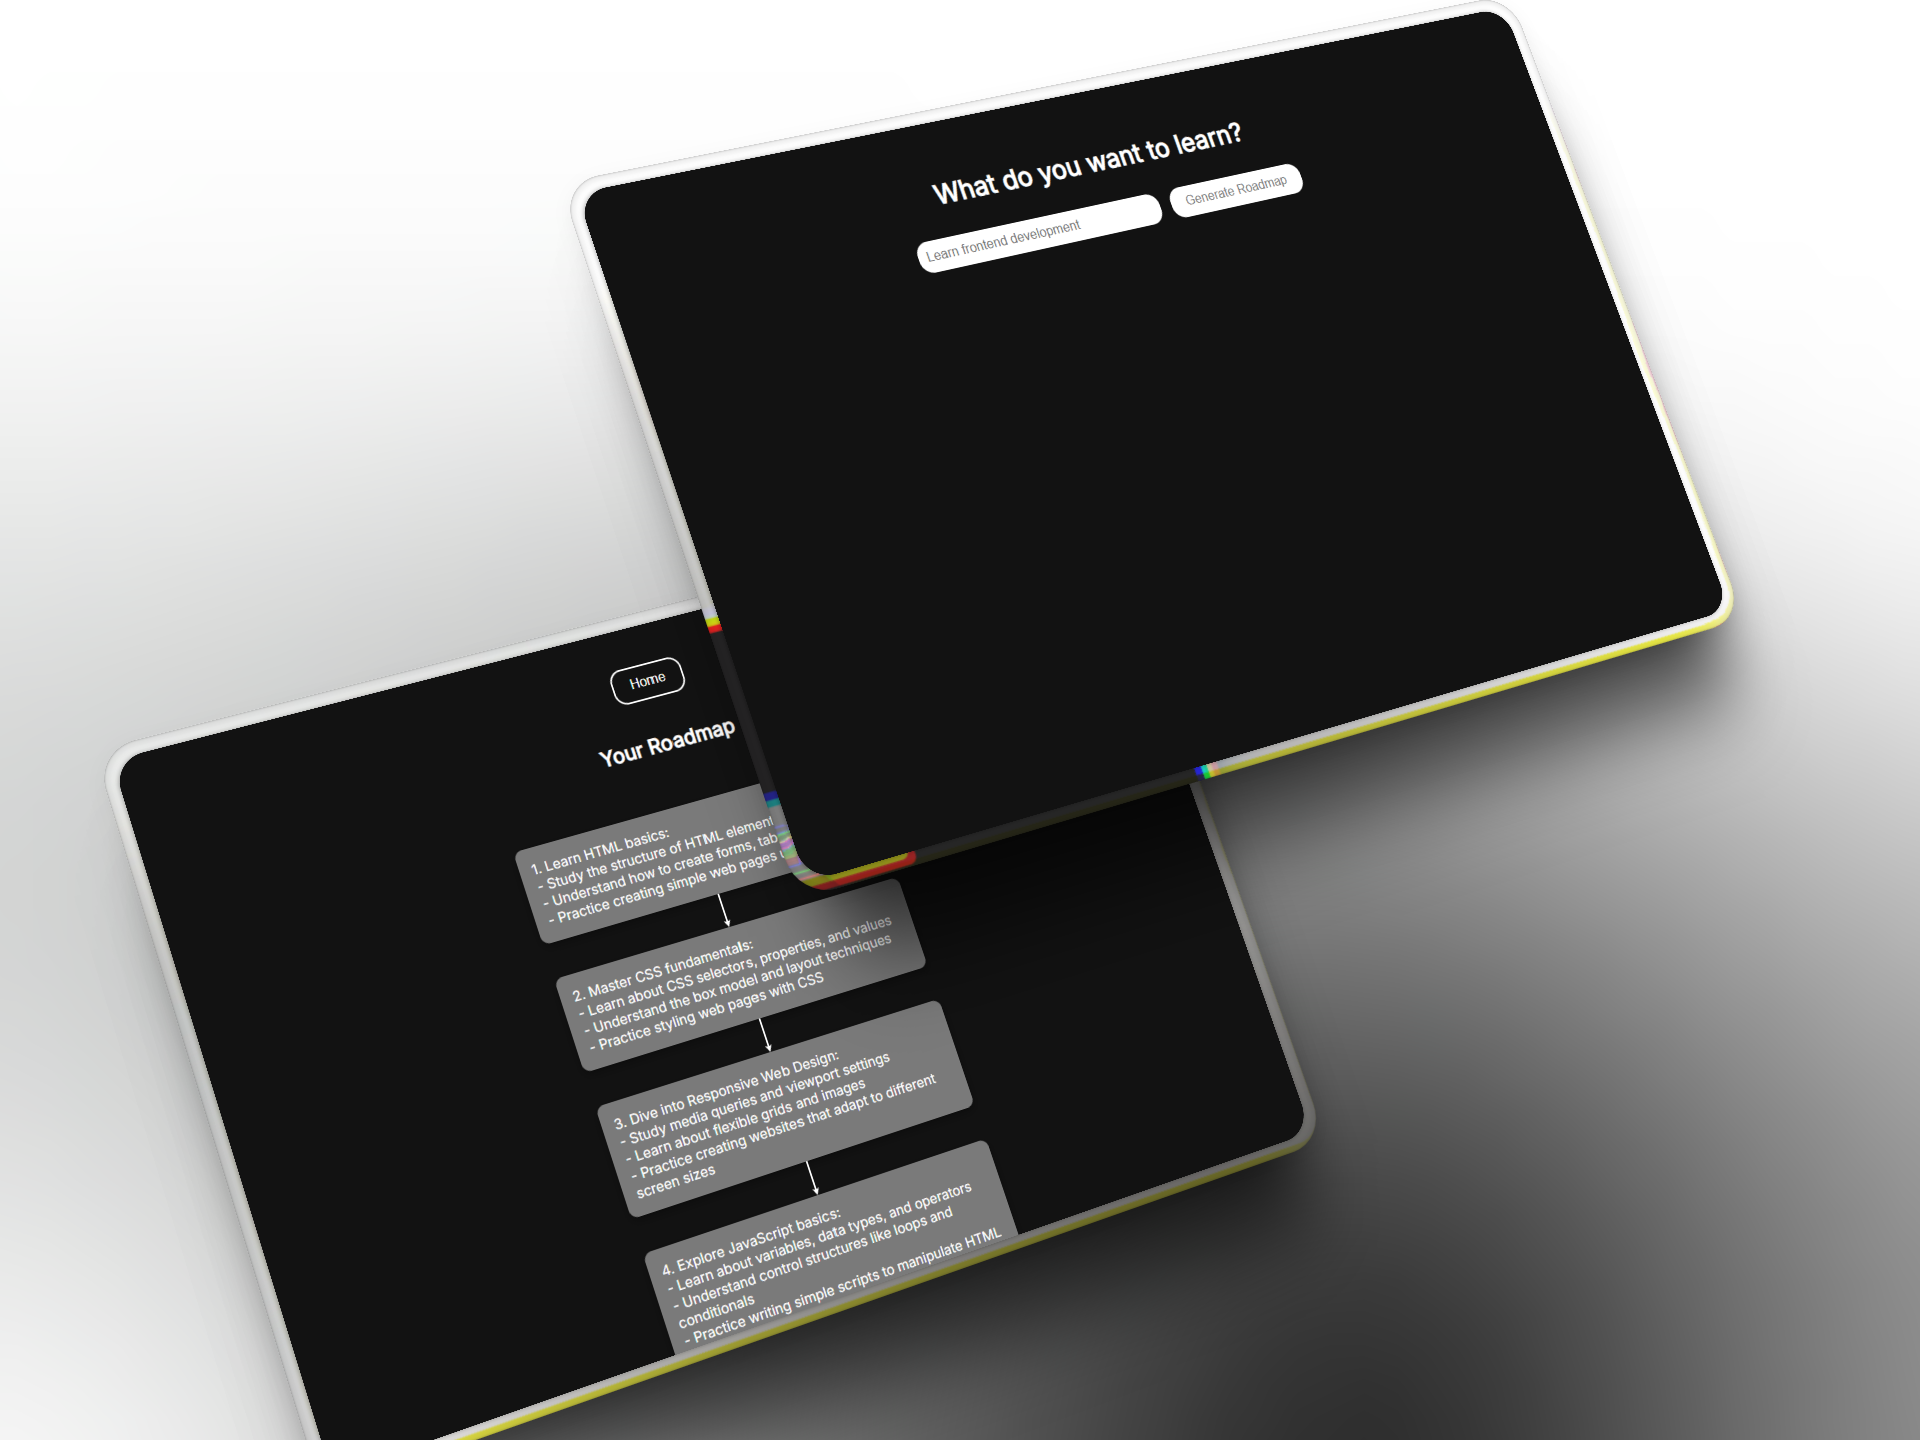 What do you want to learn?
Learn frontend development
Generate Roadmap
Home
Your Roadmap
1. Learn HTML basics:
- Study the structure of HTML
- Understand how to create forms,
- Practice creating simple web pages
2. Master CSS fundamentals:
- Learn about CSS selectors, properties, and values
- Understand the box model and layout techniques
- Practice styling web pages with CSS
3. Dive into Responsive Web Design:
- Study media queries and viewport settings
- Learn about flexible grids and images
- Practice creating websites that adapt to different
screen sizes
4. Explore JavaScript basics:
- Learn about variables, data types, and operators
- Understand control structures like loops and
conditionals
- Practice writing simple scripts to manipulate HTML